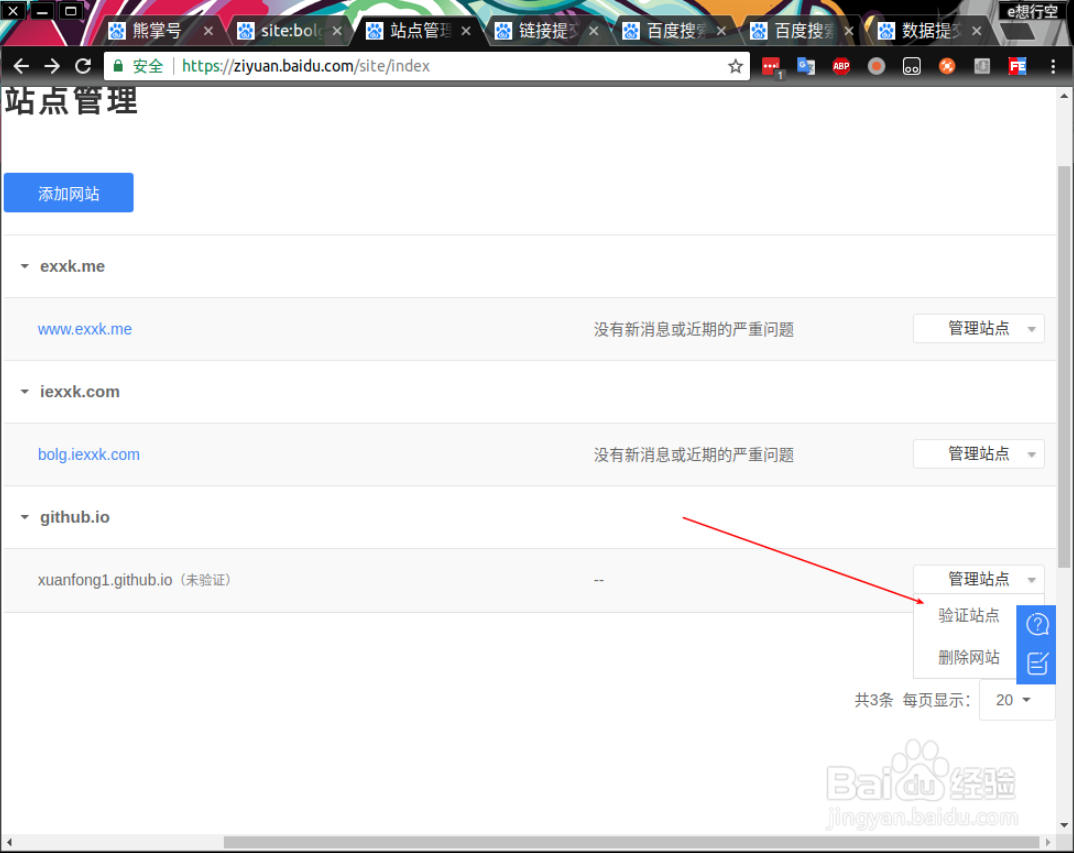 e想行空
熊掌号
site:bolg
站点管理
链接提交
百度搜索
百度搜索
数据提交
安全
https://ziyuan.baidu.com/site/index
1
ABP
FE
站点管理
添加网站
exxk.me
www.exxk.me 没有新消息或近期的严重问题 管理站点
iexxk.com
bolg.iexxk.com 没有新消息或近期的严重问题 管理站点
github.io
xuanfong1.github.io（未验证） -- 管理站点
验证站点
删除网站
共3条 每页显示： 20
Baidu 经验
jingyan.baidu.com